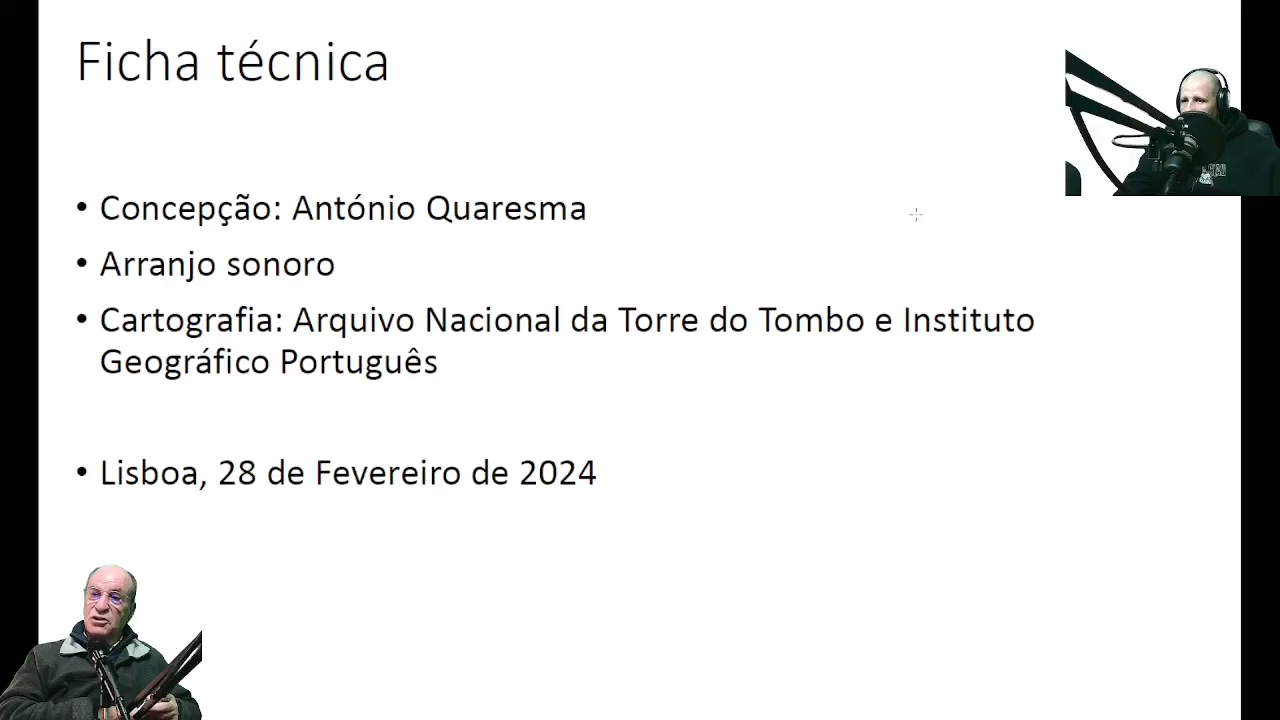 Ficha técnica
• Concepção: António Quaresma
• Arranjo sonoro
• Cartografia: Arquivo Nacional da Torre do Tombo e Instituto
Geográfico Português
• Lisboa, 28 de Fevereiro de 2024